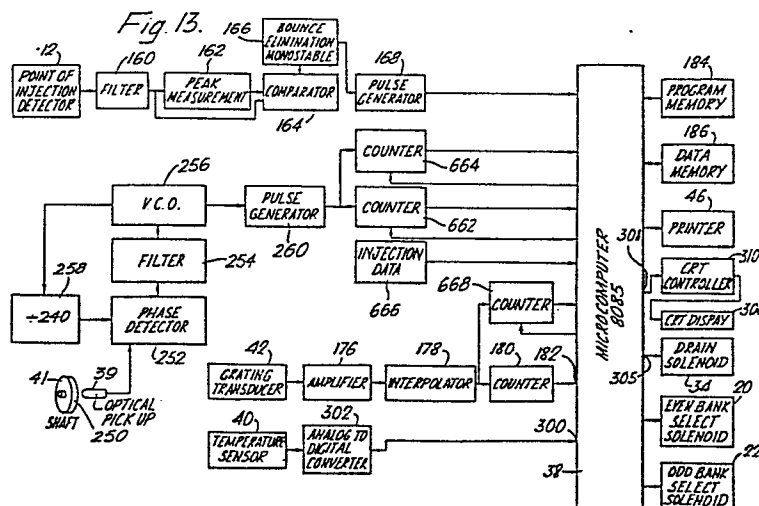 Fig. 13.
12
POINT OF
INJECTION
DETECTOR
160
FILTER
162
PEAK
MEASUREMENT
166
BOUNCE
ELIMINATION
MONOSTABLE
COMPARATOR
164
168
PULSE
GENERATOR
256
V.C.O.
254
FILTER
258
÷240
PHASE
DETECTOR
252
41
39
OPTICAL
PICK UP
SHAFT
250
PULSE
GENERATOR
260
COUNTER
664
COUNTER
662
INJECTION
DATA
666
668
COUNTER
42
GRATING
TRANSDUCER
176
AMPLIFIER
178
INTERPOLATOR
180
COUNTER
182
40
TEMPERATURE
SENSOR
302
ANALOG TO
DIGITAL
CONVERTER
300
MICROCOMPUTER
8085
38
301
305
184
PROGRAM
MEMORY
186
DATA
MEMORY
46
PRINTER
310
CRT
CONTROLLER
CRT DISPAY
DRAIN
SOLENOID
34
20
EVEN BANK
SELECT
SOLENOID
22
ODD BANK
SELECT
SOLENOID